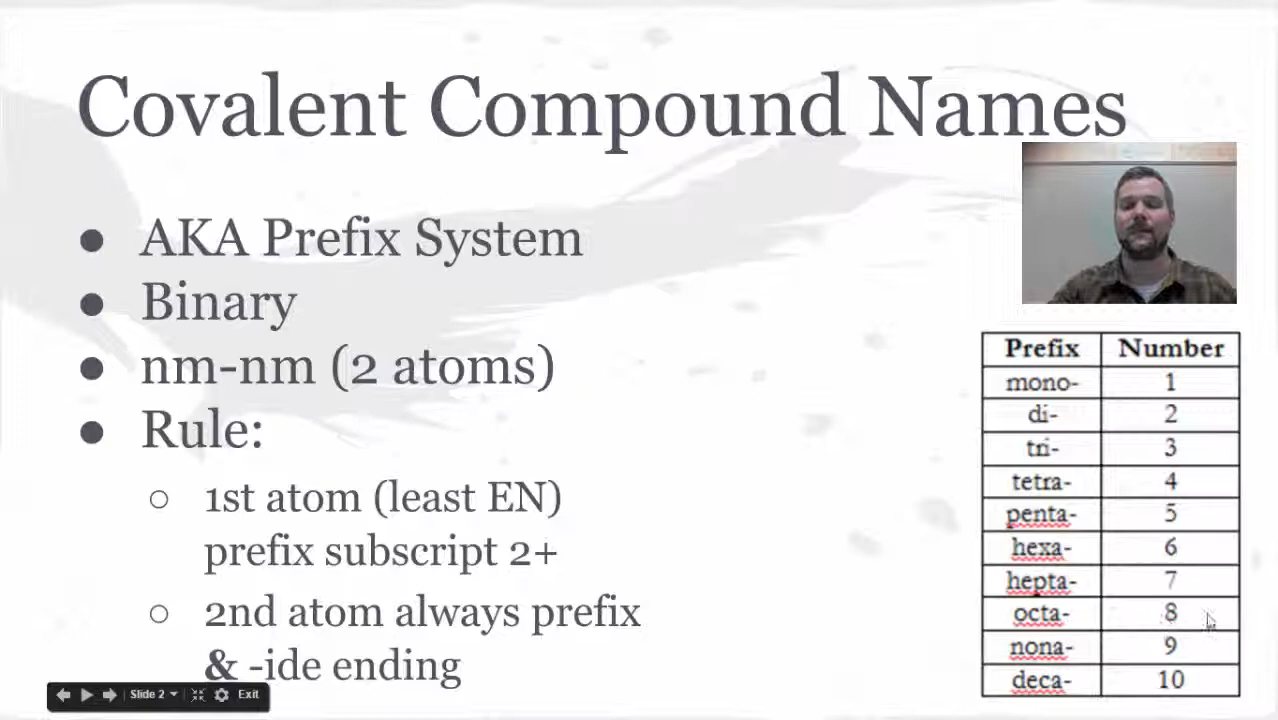 Covalent Compound Names
● AKA Prefix System
● Binary
● nm-nm (2 atoms)
● Rule:
○ 1st atom (least EN)
prefix subscript 2+
○ 2nd atom always prefix
& -ide ending
Prefix Number
mono- 1
di- 2
tri- 3
tetra- 4
penta- 5
hexa- 6
hepta- 7
octa- 8
nona- 9
deca- 10
Slide 2 Exit